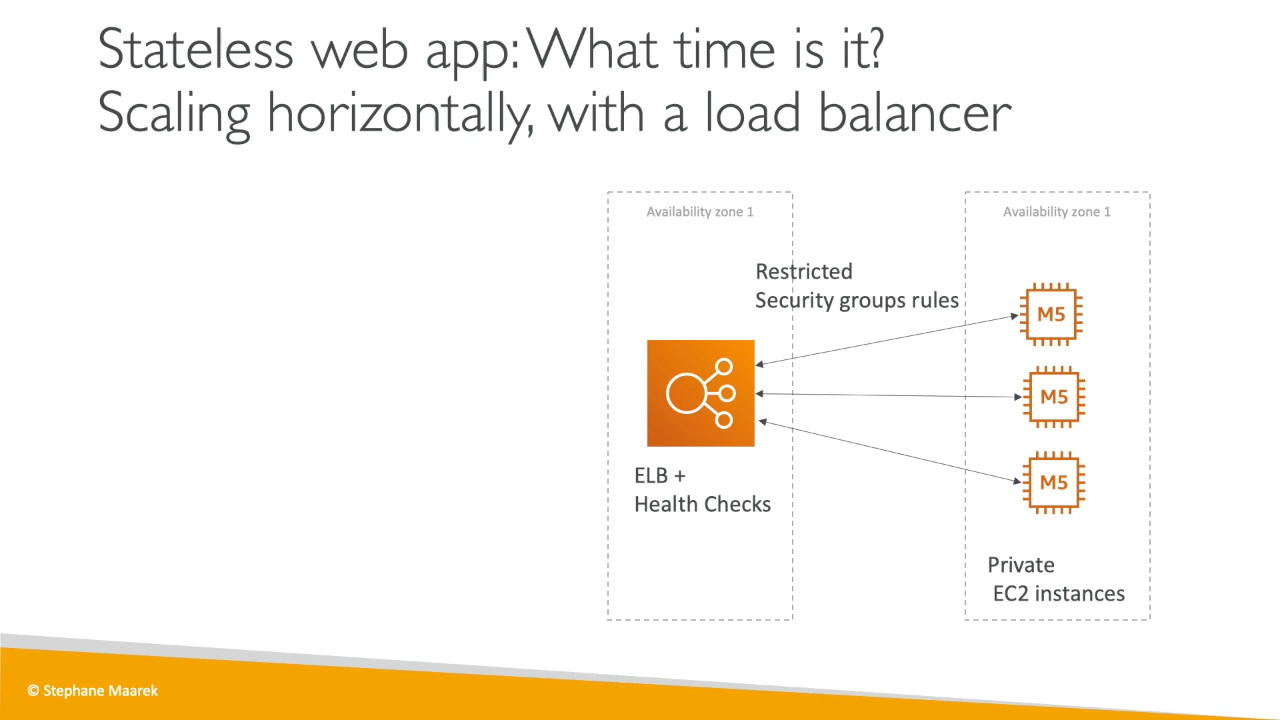 Stateless web app: What time is it?
Scaling horizontally, with a load balancer
Availability zone 1
Availability zone 1
Restricted
Security groups rules
M5
M5
M5
ELB +
Health Checks
Private
EC2 instances
© Stephane Maarek